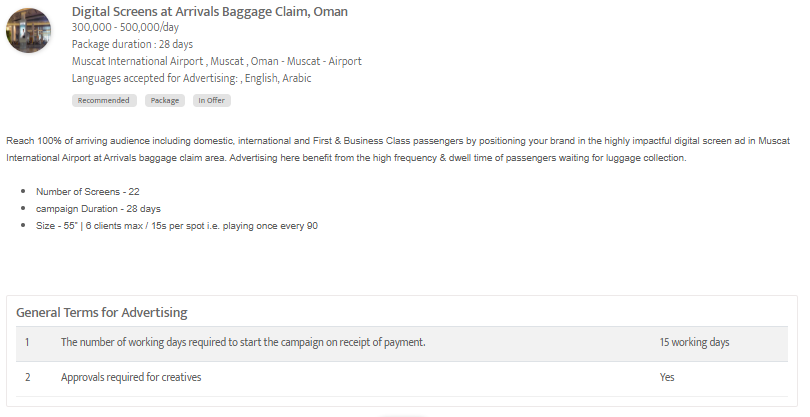 Digital Screens at Arrivals Baggage Claim, Oman
300,000 - 500,000/day
Package duration : 28 days
Muscat International Airport , Muscat , Oman - Muscat - Airport
Languages accepted for Advertising: , English, Arabic
Recommended Package In Offer
Reach 100% of arriving audience including domestic, international and First & Business Class passengers by positioning your brand in the highly impactful digital screen ad in Muscat
International Airport at Arrivals baggage claim area. Advertising here benefit from the high frequency & dwell time of passengers waiting for luggage collection.
• Number of Screens - 22
• campaign Duration - 28 days
• Size - 55" | 6 clients max / 15s per spot i.e. playing once every 90
General Terms for Advertising
1 The number of working days required to start the campaign on receipt of payment. 15 working days
2 Approvals required for creatives Yes